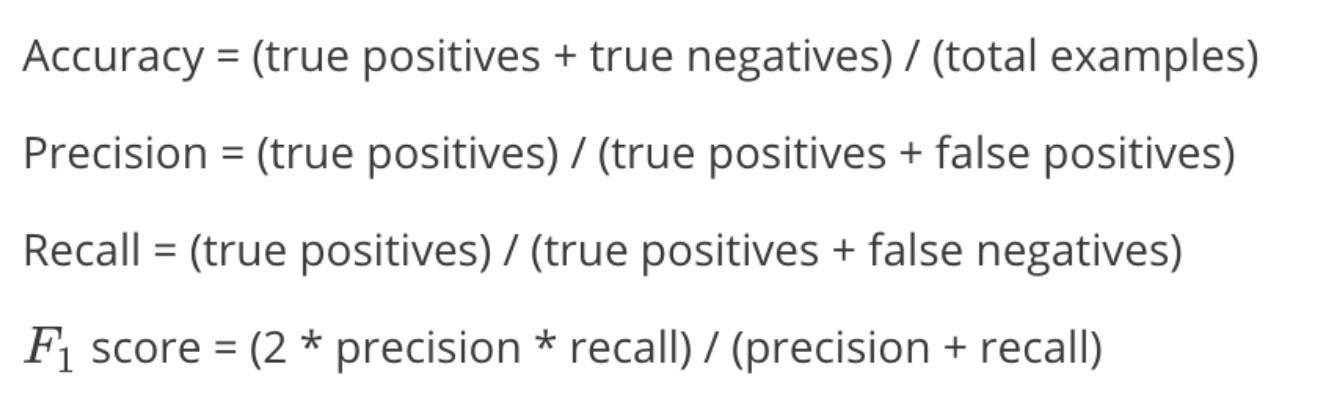 Accuracy = (true positives + true negatives) / (total examples)
Precision = (true positives) / (true positives + false positives)
Recall = (true positives) / (true positives + false negatives)
F₁ score = (2 * precision * recall) / (precision + recall)